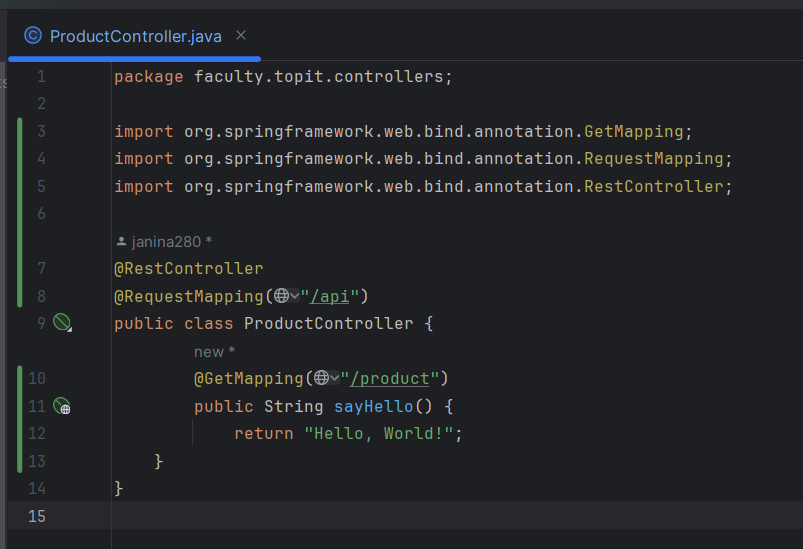 ProductController.java
ts
1 package faculty.topit.controllers;
2
3 import org.springframework.web.bind.annotation.GetMapping;
4 import org.springframework.web.bind.annotation.RequestMapping;
5 import org.springframework.web.bind.annotation.RestController;
6
janina280 *
7 @RestController
8 @RequestMapping("/api")
9 public class ProductController {
new *
10 @GetMapping("/product")
11 public String sayHello() {
12 return "Hello, World!";
13 }
14 }
15